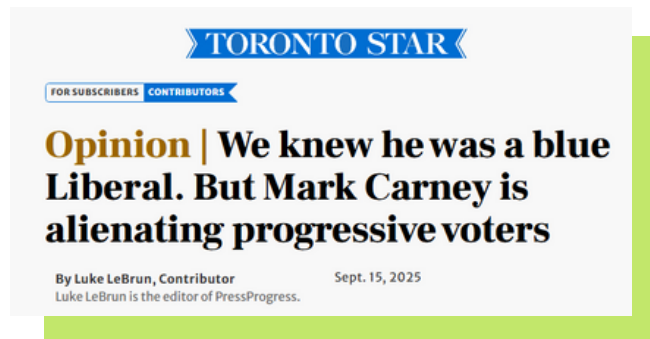 TORONTO STAR
FOR SUBSCRIBERS CONTRIBUTORS
Opinion | We knew he was a blue
Liberal. But Mark Carney is
alienating progressive voters
By Luke LeBrun, Contributor Sept. 15, 2025
Luke LeBrun is the editor of PressProgress.